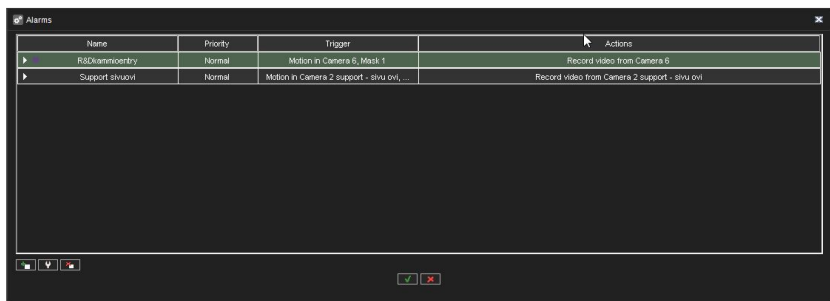 Alarms
Name Priority Trigger Actions
R&Dkammioentry Normal Motion in Camera 6, Mask 1 Record video from Camera 6
Support sivuovi Normal Motion in Camera 2 support - sivu ovi, ... Record video from Camera 2 support - sivu ovi